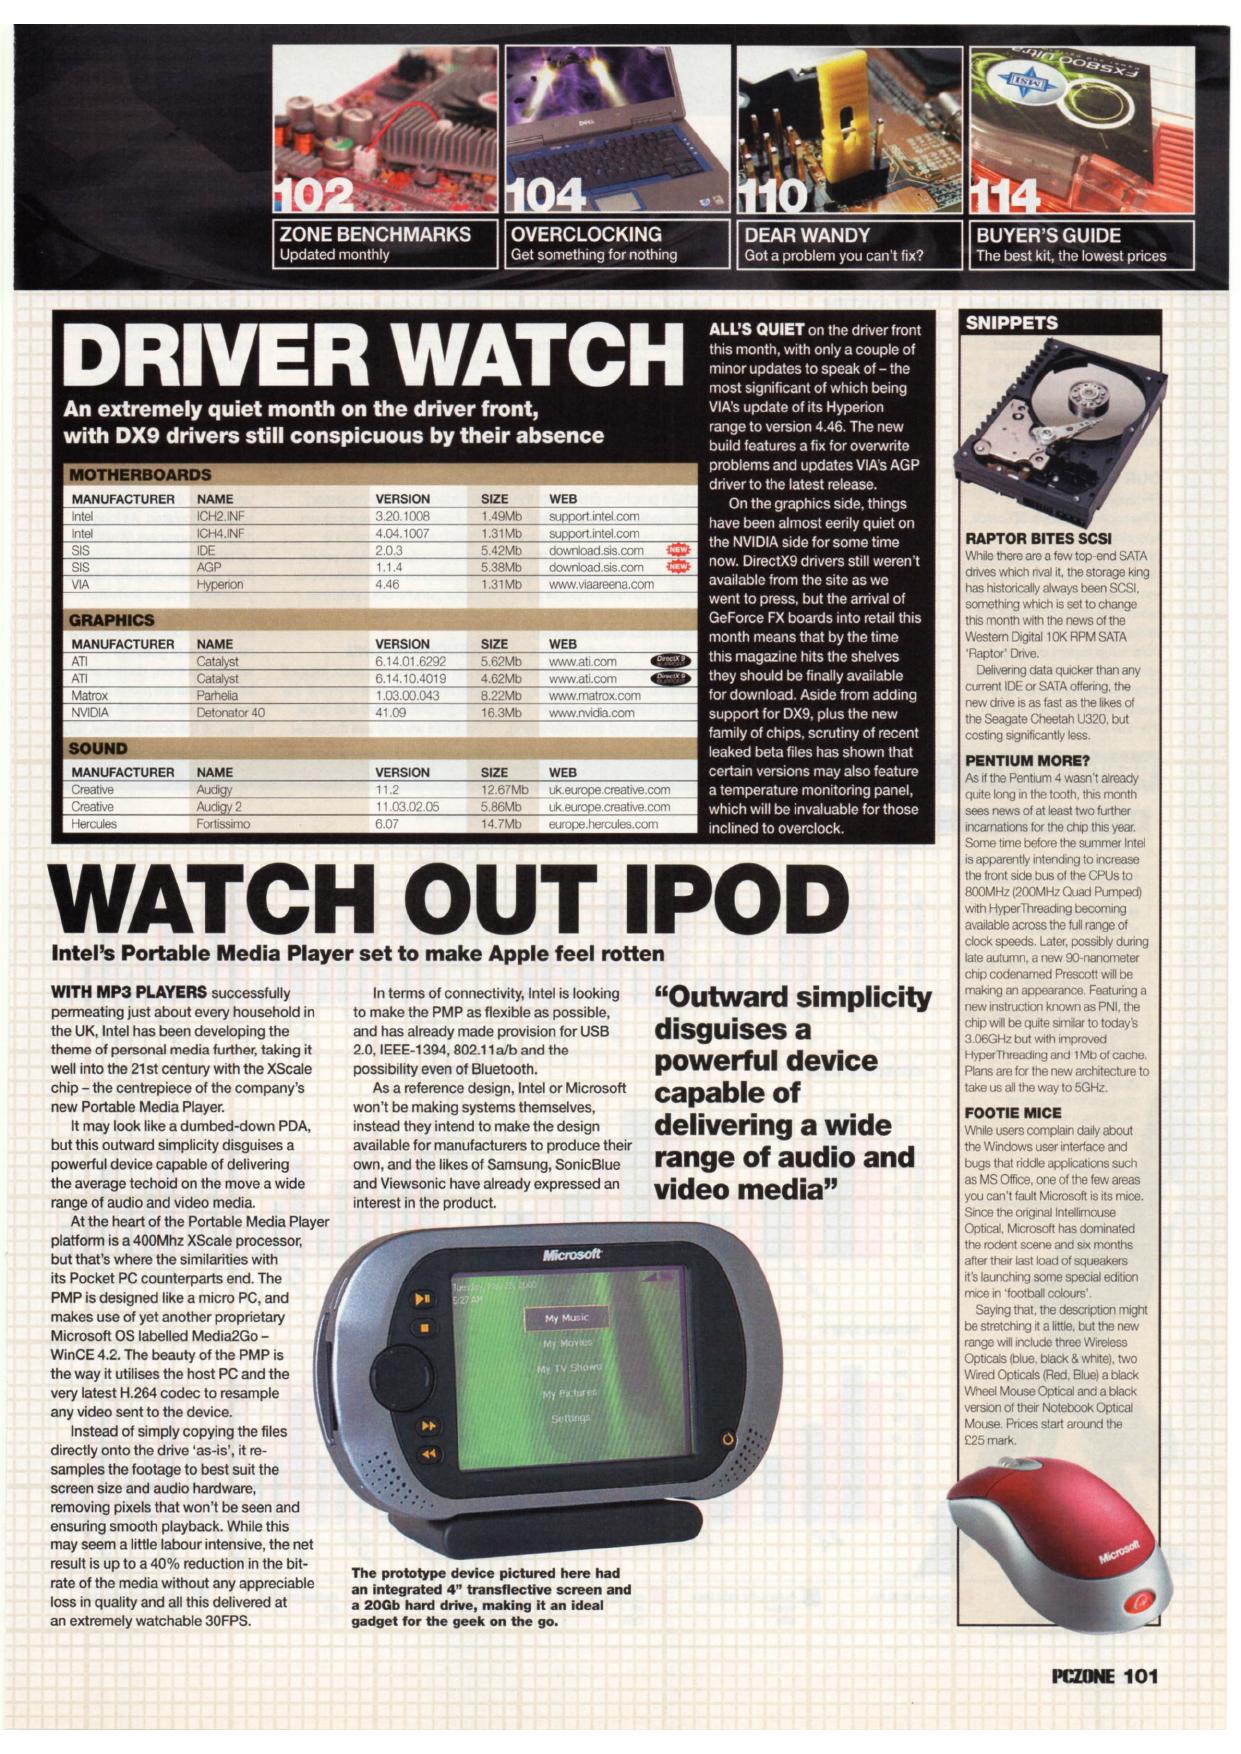 102
ZONE BENCHMARKS
Updated monthly
DELL
104
OVERCLOCKING
Get something for nothing
110
DEAR WANDY
Got a problem you can't fix?
FX5800 Ultra
MSI
114
BUYER'S GUIDE
The best kit, the lowest prices
DRIVER WATCH
An extremely quiet month on the driver front,
with DX9 drivers still conspicuous by their absence
MOTHERBOARDS
MANUFACTURER NAME VERSION SIZE WEB
Intel ICH2.INF 3.20.1008 1.49Mb support.intel.com
Intel ICH4.INF 4.04.1007 1.31Mb support.intel.com
SIS IDE 2.0.3 5.42Mb download.sis.com NEW
SIS AGP 1.1.4 5.38Mb download.sis.com NEW
VIA Hyperion 4.46 1.31Mb www.viaareena.com
GRAPHICS
MANUFACTURER NAME VERSION SIZE WEB
ATI Catalyst 6.14.01.6292 5.62Mb www.ati.com DirectX 9
ATI Catalyst 6.14.10.4019 4.62Mb www.ati.com DirectX 9
Matrox Parhelia 1.03.00.043 8.22Mb www.matrox.com
NVIDIA Detonator 40 41.09 16.3Mb www.nvidia.com
SOUND
MANUFACTURER NAME VERSION SIZE WEB
Creative Audigy 11.2 12.67Mb uk.europe.creative.com
Creative Audigy 2 11.03.02.05 5.86Mb uk.europe.creative.com
Hercules Fortissimo 6.07 14.7Mb europe.hercules.com
ALL'S QUIET on the driver front
this month, with only a couple of
minor updates to speak of – the
most significant of which being
VIA's update of its Hyperion
range to version 4.46. The new
build features a fix for overwrite
problems and updates VIA's AGP
driver to the latest release.
On the graphics side, things
have been almost eerily quiet on
the NVIDIA side for some time
now. DirectX9 drivers still weren't
available from the site as we
went to press, but the arrival of
GeForce FX boards into retail this
month means that by the time
this magazine hits the shelves
they should be finally available
for download. Aside from adding
support for DX9, plus the new
family of chips, scrutiny of recent
leaked beta files has shown that
certain versions may also feature
a temperature monitoring panel,
which will be invaluable for those
inclined to overclock.
WATCH OUT IPOD
Intel's Portable Media Player set to make Apple feel rotten
WITH MP3 PLAYERS successfully
permeating just about every household in
the UK, Intel has been developing the
theme of personal media further, taking it
well into the 21st century with the XScale
chip – the centrepiece of the company's
new Portable Media Player.
It may look like a dumbed-down PDA,
but this outward simplicity disguises a
powerful device capable of delivering
the average techoid on the move a wide
range of audio and video media.
At the heart of the Portable Media Player
platform is a 400Mhz XScale processor,
but that's where the similarities with
its Pocket PC counterparts end. The
PMP is designed like a micro PC, and
makes use of yet another proprietary
Microsoft OS labelled Media2Go –
WinCE 4.2. The beauty of the PMP is
the way it utilises the host PC and the
very latest H.264 codec to resample
any video sent to the device.
Instead of simply copying the files
directly onto the drive 'as-is', it re-
samples the footage to best suit the
screen size and audio hardware,
removing pixels that won't be seen and
ensuring smooth playback. While this
may seem a little labour intensive, the net
result is up to a 40% reduction in the bit-
rate of the media without any appreciable
loss in quality and all this delivered at
an extremely watchable 30FPS.
In terms of connectivity, Intel is looking
to make the PMP as flexible as possible,
and has already made provision for USB
2.0, IEEE-1394, 802.11a/b and the
possibility even of Bluetooth.
As a reference design, Intel or Microsoft
won't be making systems themselves,
instead they intend to make the design
available for manufacturers to produce their
own, and the likes of Samsung, SonicBlue
and Viewsonic have already expressed an
interest in the product.
"Outward simplicity
disguises a
powerful device
capable of
delivering a wide
range of audio and
video media"
Microsoft
My Music
My Movies
My TV Shows
My Pictures
Settings
The prototype device pictured here had
an integrated 4" transflective screen and
a 20Gb hard drive, making it an ideal
gadget for the geek on the go.
SNIPPETS
RAPTOR BITES SCSI
While there are a few top-end SATA
drives which rival it, the storage king
has historically always been SCSI,
something which is set to change
this month with the news of the
Western Digital 10K RPM SATA
'Raptor' Drive.
Delivering data quicker than any
current IDE or SATA offering, the
new drive is as fast as the likes of
the Seagate Cheetah U320, but
costing significantly less.
PENTIUM MORE?
As if the Pentium 4 wasn't already
quite long in the tooth, this month
sees news of at least two further
incarnations for the chip this year.
Some time before the summer Intel
is apparently intending to increase
the front side bus of the CPUs to
800MHz (200MHz Quad Pumped)
with HyperThreading becoming
available across the full range of
clock speeds. Later, possibly during
late autumn, a new 90-nanometer
chip codenamed Prescott will be
making an appearance. Featuring a
new instruction known as PNI, the
chip will be quite similar to today's
3.06GHz but with improved
HyperThreading and 1Mb of cache.
Plans are for the new architecture to
take us all the way to 5GHz.
FOOTIE MICE
While users complain daily about
the Windows user interface and
bugs that riddle applications such
as MS Office, one of the few areas
you can't fault Microsoft is its mice.
Since the original Intellimouse
Optical, Microsoft has dominated
the rodent scene and six months
after their last load of squeakers
it's launching some special edition
mice in 'football colours'.
Saying that, the description might
be stretching it a little, but the new
range will include three Wireless
Opticals (blue, black & white), two
Wired Opticals (Red, Blue) a black
Wheel Mouse Optical and a black
version of their Notebook Optical
Mouse. Prices start around the
£25 mark.
Microsoft
PCZONE 101